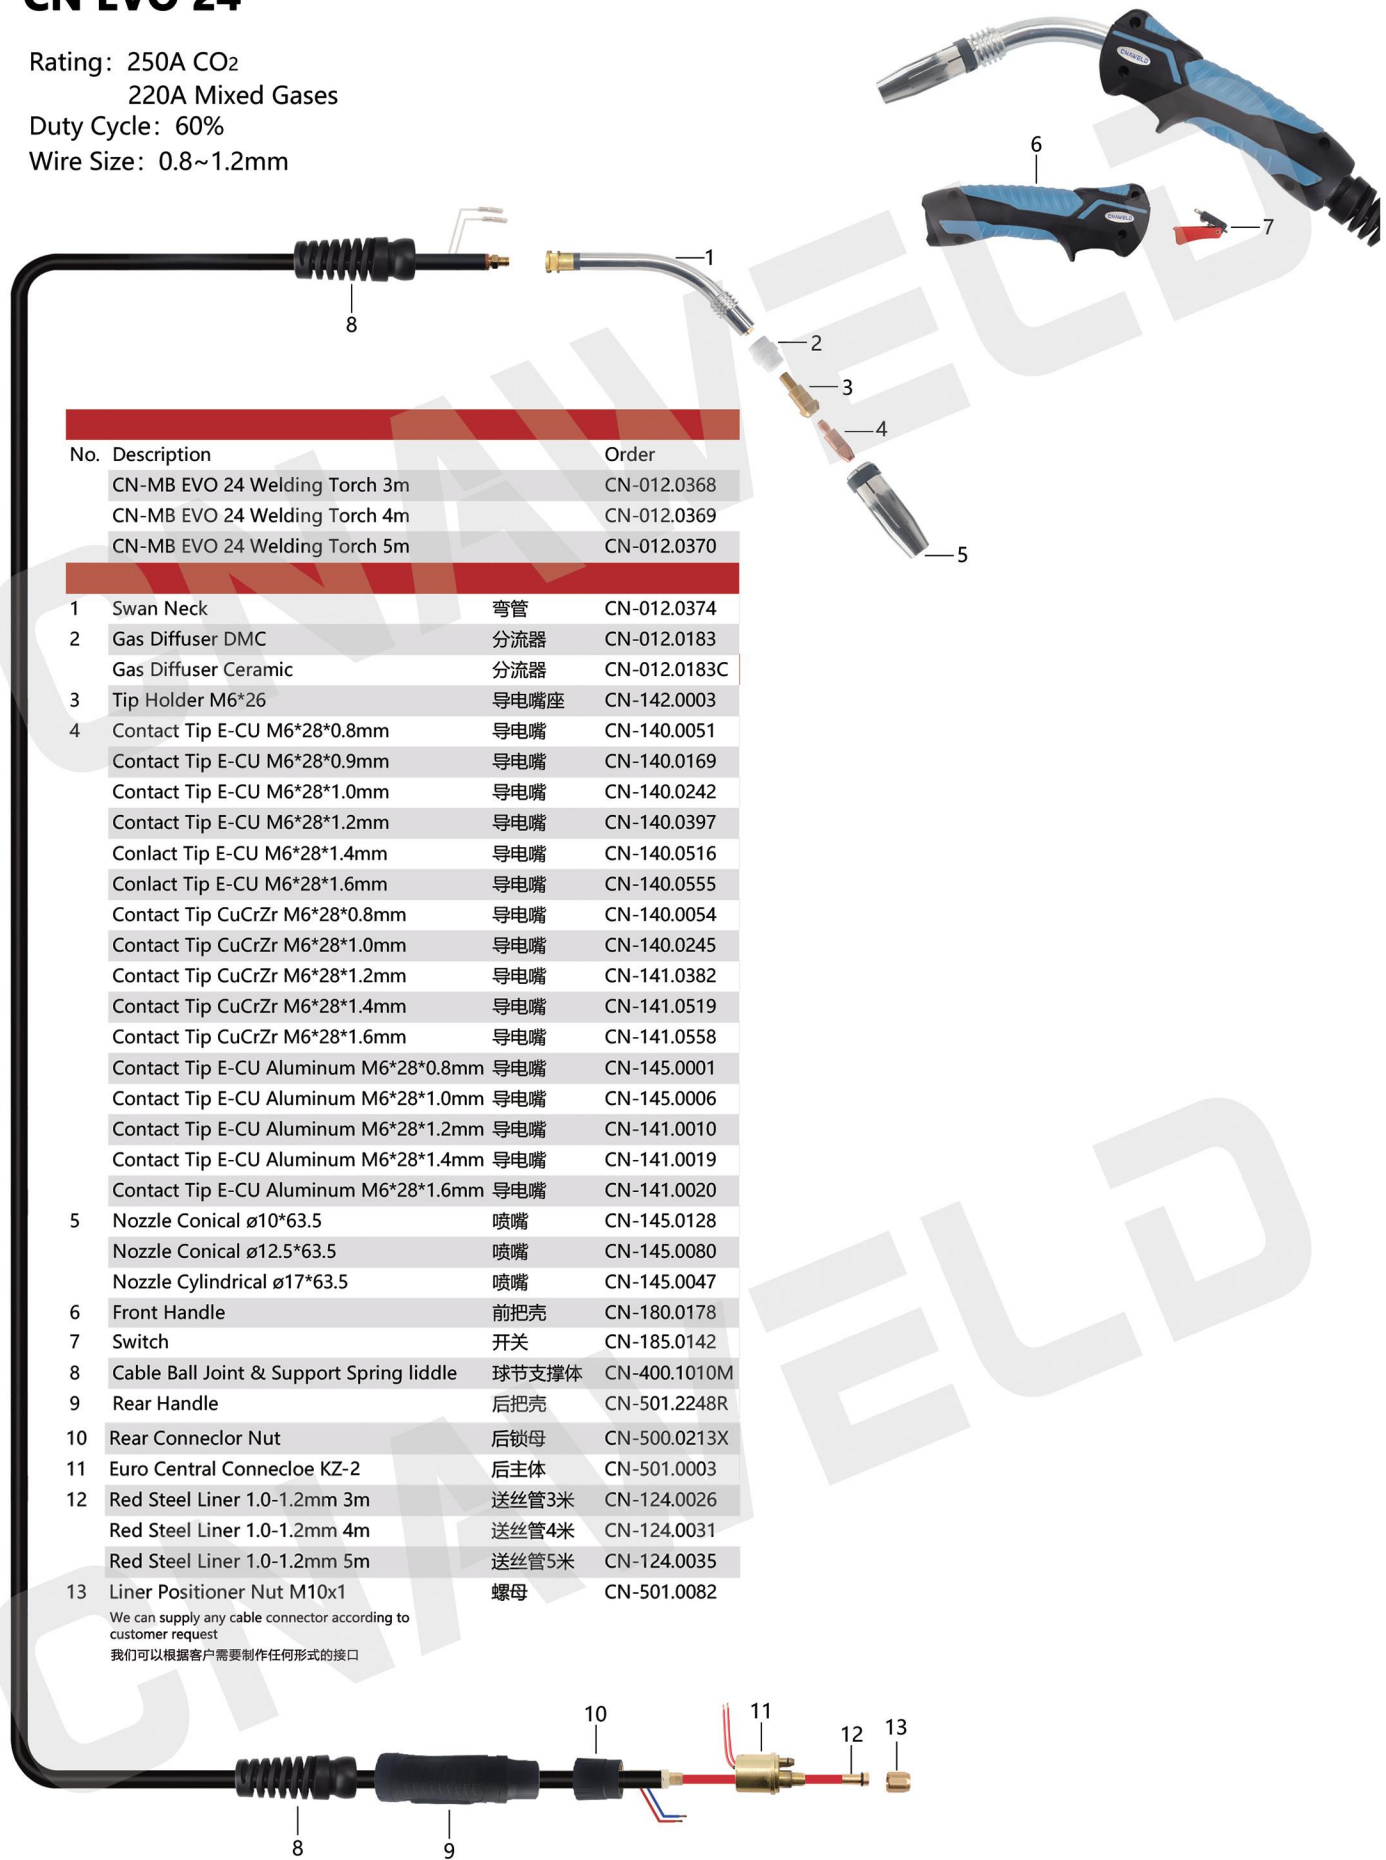 CN EVO 24
Rating: 250A CO2
220A Mixed Gases
Duty Cycle: 60%
Wire Size: 0.8~1.2mm
CNAWELD
6
CNAWELD
7
8
1
2
3
4
5
No. Description Order
CN-MB EVO 24 Welding Torch 3m CN-012.0368
CN-MB EVO 24 Welding Torch 4m CN-012.0369
CN-MB EVO 24 Welding Torch 5m CN-012.0370
1 Swan Neck 弯管 CN-012.0374
2 Gas Diffuser DMC 分流器 CN-012.0183
Gas Diffuser Ceramic 分流器 CN-012.0183C
3 Tip Holder M6*26 导电嘴座 CN-142.0003
4 Contact Tip E-CU M6*28*0.8mm 导电嘴 CN-140.0051
Contact Tip E-CU M6*28*0.9mm 导电嘴 CN-140.0169
Contact Tip E-CU M6*28*1.0mm 导电嘴 CN-140.0242
Contact Tip E-CU M6*28*1.2mm 导电嘴 CN-140.0397
Conlact Tip E-CU M6*28*1.4mm 导电嘴 CN-140.0516
Conlact Tip E-CU M6*28*1.6mm 导电嘴 CN-140.0555
Contact Tip CuCrZr M6*28*0.8mm 导电嘴 CN-140.0054
Contact Tip CuCrZr M6*28*1.0mm 导电嘴 CN-140.0245
Contact Tip CuCrZr M6*28*1.2mm 导电嘴 CN-141.0382
Contact Tip CuCrZr M6*28*1.4mm 导电嘴 CN-141.0519
Contact Tip CuCrZr M6*28*1.6mm 导电嘴 CN-141.0558
Contact Tip E-CU Aluminum M6*28*0.8mm 导电嘴 CN-145.0001
Contact Tip E-CU Aluminum M6*28*1.0mm 导电嘴 CN-145.0006
Contact Tip E-CU Aluminum M6*28*1.2mm 导电嘴 CN-141.0010
Contact Tip E-CU Aluminum M6*28*1.4mm 导电嘴 CN-141.0019
Contact Tip E-CU Aluminum M6*28*1.6mm 导电嘴 CN-141.0020
5 Nozzle Conical ø10*63.5 喷嘴 CN-145.0128
Nozzle Conical ø12.5*63.5 喷嘴 CN-145.0080
Nozzle Cylindrical ø17*63.5 喷嘴 CN-145.0047
6 Front Handle 前把壳 CN-180.0178
7 Switch 开关 CN-185.0142
8 Cable Ball Joint & Support Spring liddle 球节支撑体 CN-400.1010M
9 Rear Handle 后把壳 CN-501.2248R
10 Rear Conneclor Nut 后锁母 CN-500.0213X
11 Euro Central Connecloe KZ-2 后主体 CN-501.0003
12 Red Steel Liner 1.0-1.2mm 3m 送丝管3米 CN-124.0026
Red Steel Liner 1.0-1.2mm 4m 送丝管4米 CN-124.0031
Red Steel Liner 1.0-1.2mm 5m 送丝管5米 CN-124.0035
13 Liner Positioner Nut M10x1 螺母 CN-501.0082
We can supply any cable connector according to
customer request
我们可以根据客户需要制作任何形式的接口
CNAWELD
CNAWELD
10
11
12
13
8
9